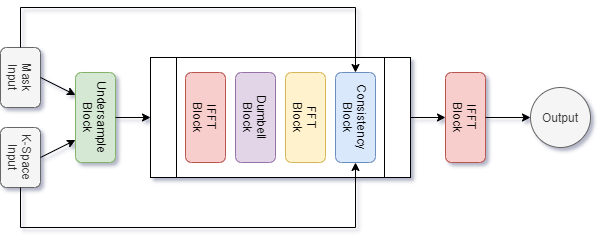 Mask
Input
K-Space
Input
Undersample
Block
IFFT
Block
Dumbell
Block
FFT
Block
Consistency
Block
IFFT
Block
Output